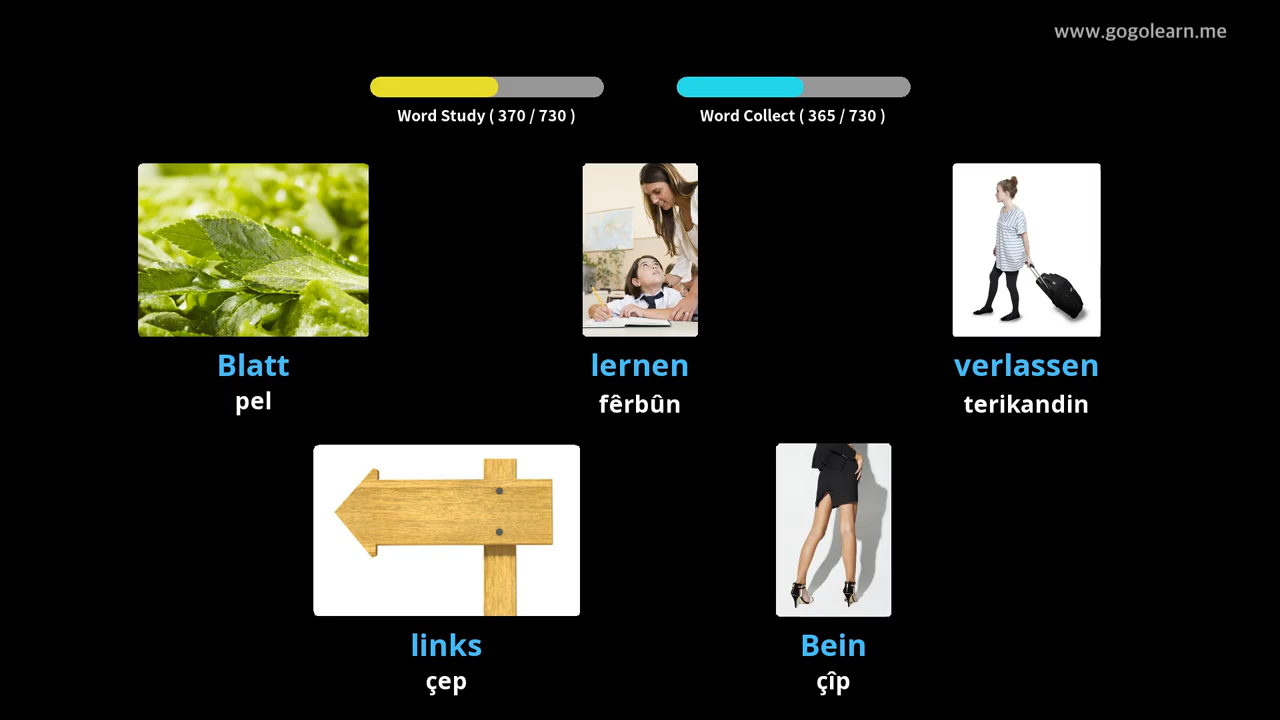 www.gogolearn.me
Word Study ( 370 / 730 )
Word Collect ( 365 / 730 )
Blatt
pel
lernen
fêrbûn
verlassen
terikandin
links
çep
Bein
çîp